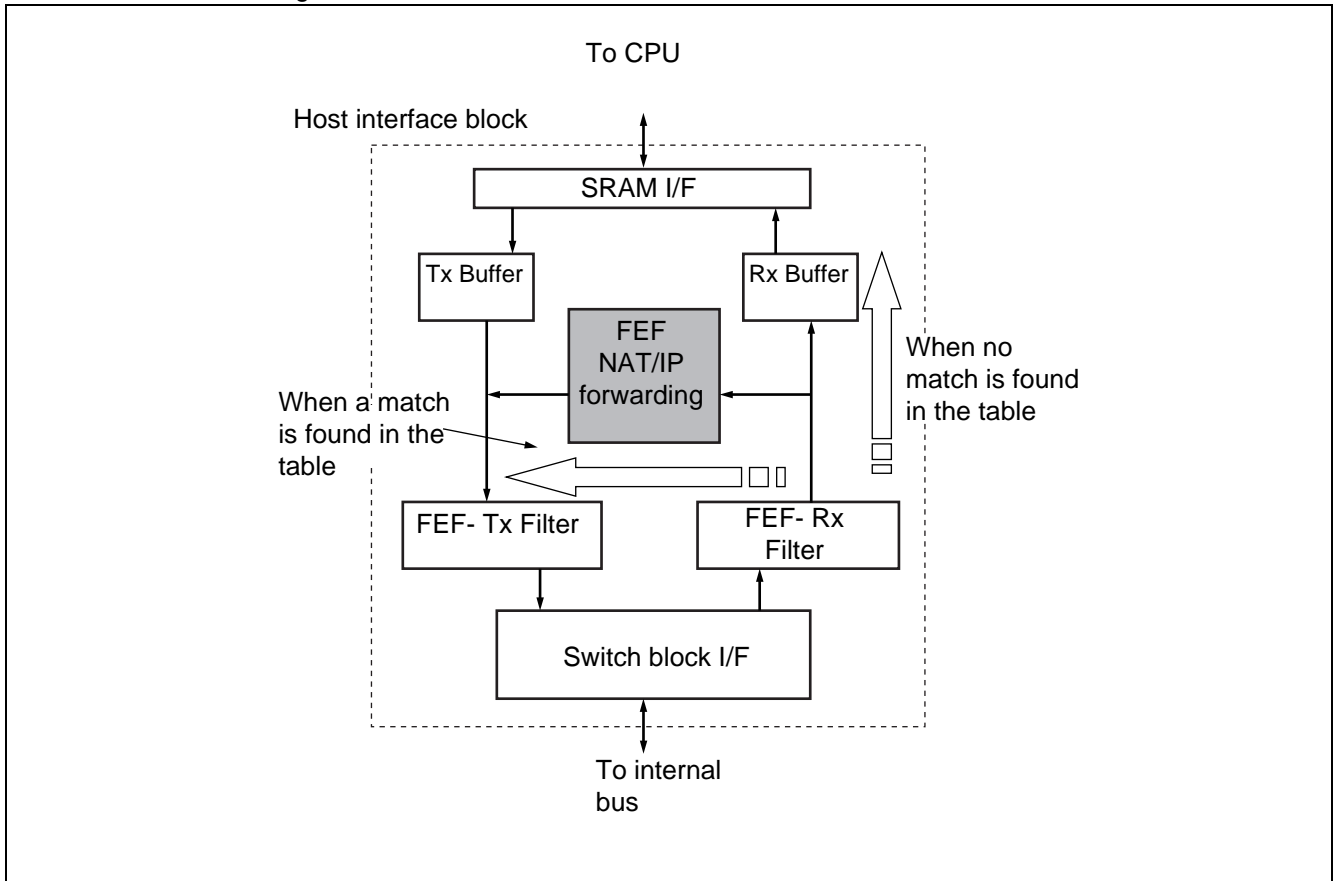 To CPU
Host interface block
SRAM I/F
Tx Buffer
Rx Buffer
FEF
NAT/IP
forwarding
When no
match is found
in the table
When a match
is found in the
table
FEF- Tx Filter
FEF- Rx
Filter
Switch block I/F
To internal
bus